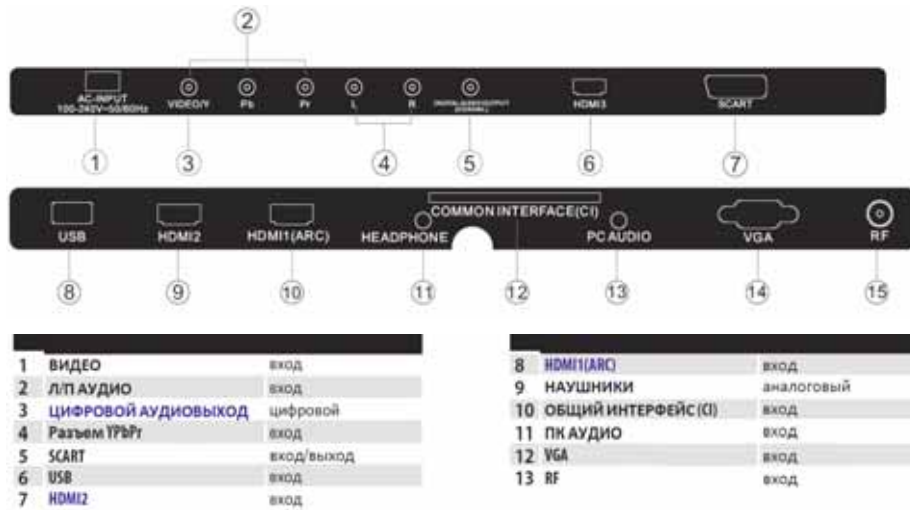 2
AC-INPUT
100-240V~50/60Hz
VIDEO/Y Pb Pr L R DIGITAL AUDIO OUTPUT HDMI3 SCART
(COAXIAL)
1 3 4 5 6 7
COMMON INTERFACE(CI)
USB HDMI2 HDMI1(ARC) HEADPHONE PC AUDIO VGA RF
8 9 10 11 12 13 14 15
1 ВИДЕО вход
2 Л/П АУДИО вход
3 ЦИФРОВОЙ АУДИОВЫХОД цифровой
4 Разъем YPbPr вход
5 SCART вход/выход
6 USB вход
7 HDMI2 вход
8 HDMI1(ARC) вход
9 НАУШНИКИ аналоговый
10 ОБЩИЙ ИНТЕРФЕЙС (CI) вход
11 ПК АУДИО вход
12 VGA вход
13 RF вход